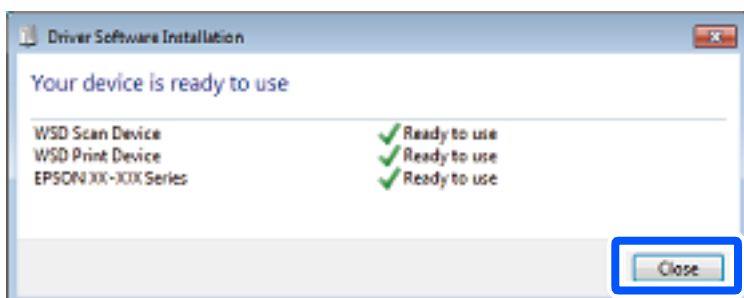 Driver Software Installation
Your device is ready to use
WSD Scan Device Ready to use
WSD Print Device Ready to use
EPSON XX-XXX Series Ready to use
Close